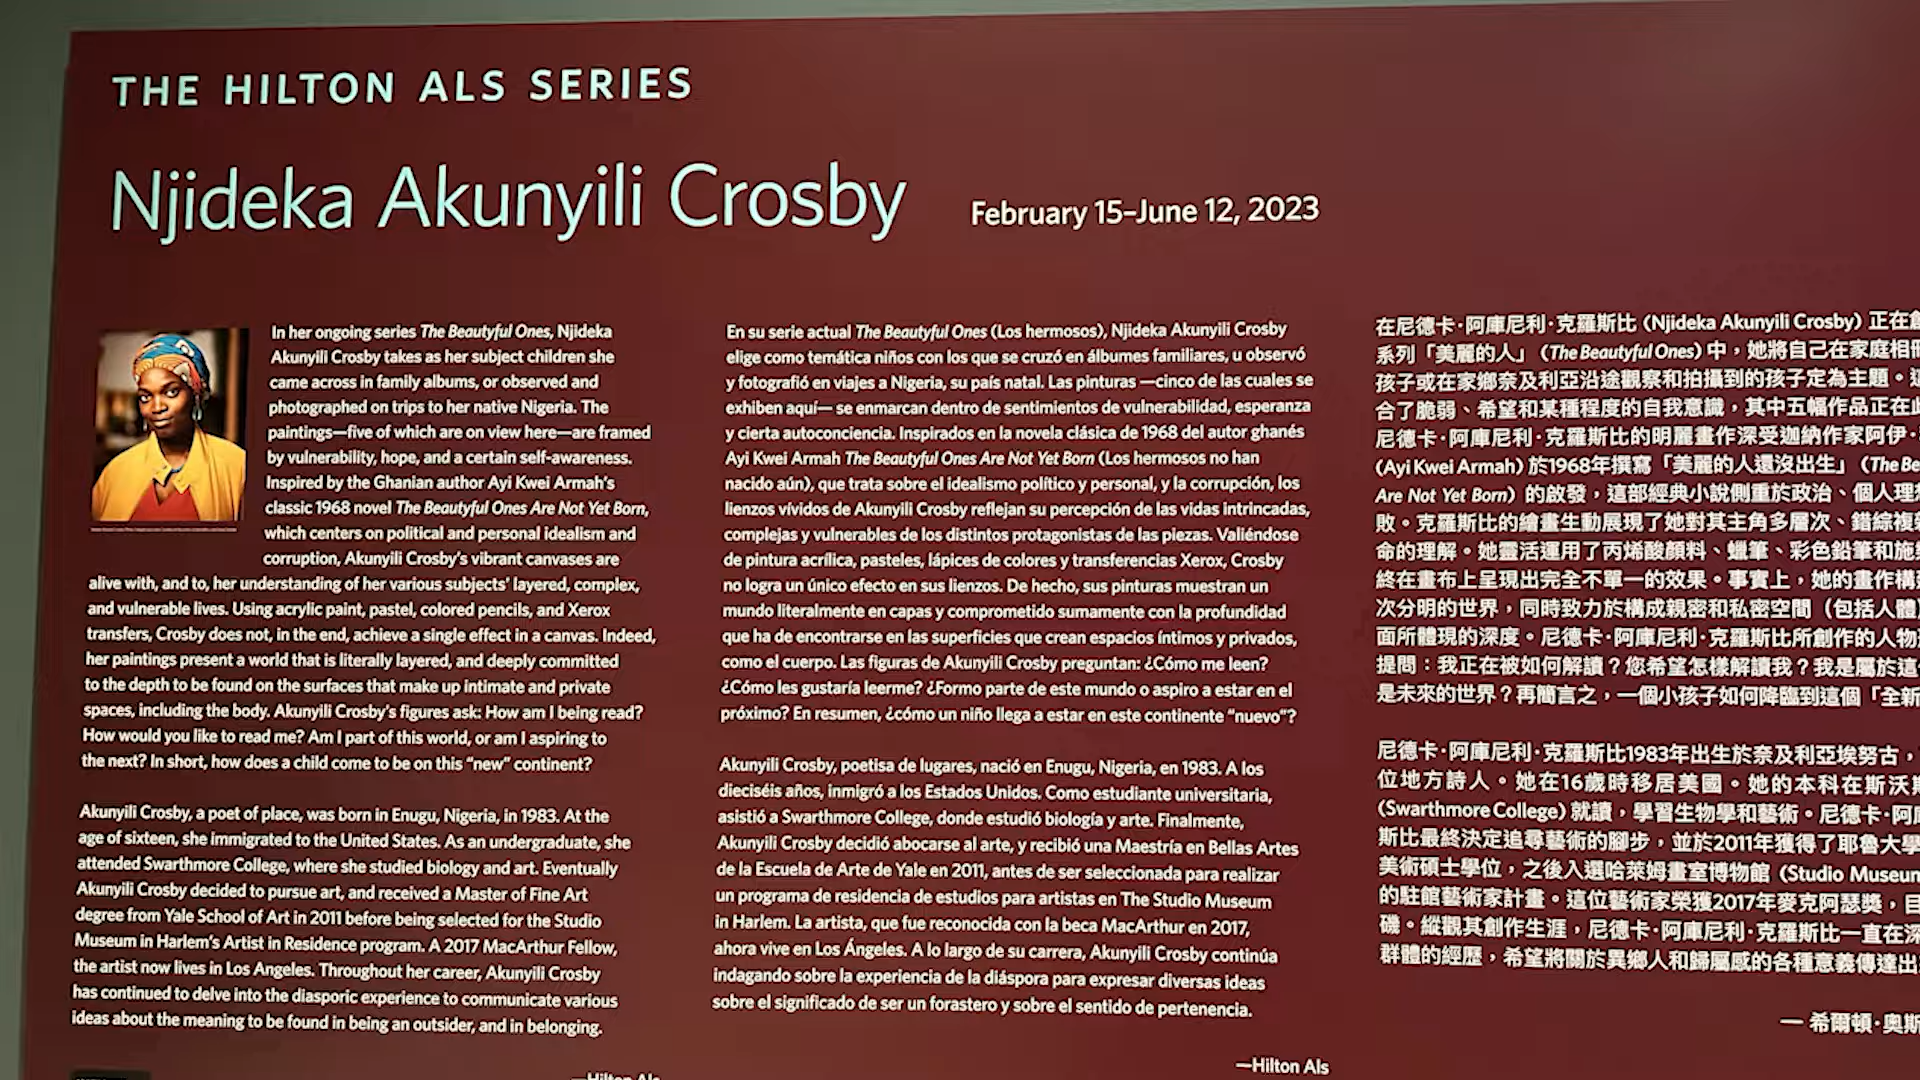 THE HILTON ALS SERIES
Njideka Akunyili Crosby
February 15–June 12, 2023
In her ongoing series The Beautyful Ones, Njideka
Akunyili Crosby takes as her subject children she
came across in family albums, or observed and
photographed on trips to her native Nigeria. The
paintings—five of which are on view here—are framed
by vulnerability, hope, and a certain self-awareness.
Inspired by the Ghanian author Ayi Kwei Armah's
classic 1968 novel The Beautyful Ones Are Not Yet Born,
which centers on political and personal idealism and
corruption, Akunyili Crosby's vibrant canvases are
alive with, and to, her understanding of her various subjects' layered, complex,
and vulnerable lives. Using acrylic paint, pastel, colored pencils, and Xerox
transfers, Crosby does not, in the end, achieve a single effect in a canvas. Indeed,
her paintings present a world that is literally layered, and deeply committed
to the depth to be found on the surfaces that make up intimate and private
spaces, including the body. Akunyili Crosby's figures ask: How am I being read?
How would you like to read me? Am I part of this world, or am I aspiring to
the next? In short, how does a child come to be on this "new" continent?
Akunyili Crosby, a poet of place, was born in Enugu, Nigeria, in 1983. At the
age of sixteen, she immigrated to the United States. As an undergraduate, she
attended Swarthmore College, where she studied biology and art. Eventually
Akunyili Crosby decided to pursue art, and received a Master of Fine Art
degree from Yale School of Art in 2011 before being selected for the Studio
Museum in Harlem's Artist in Residence program. A 2017 MacArthur Fellow,
the artist now lives in Los Angeles. Throughout her career, Akunyili Crosby
has continued to delve into the diasporic experience to communicate various
ideas about the meaning to be found in being an outsider, and in belonging.
—Hilton Als
En su serie actual The Beautyful Ones (Los hermosos), Njideka Akunyili Crosby
elige como temática niños con los que se cruzó en álbumes familiares, u observó
y fotografió en viajes a Nigeria, su país natal. Las pinturas —cinco de las cuales se
exhiben aquí— se enmarcan dentro de sentimientos de vulnerabilidad, esperanza
y cierta autoconciencia. Inspirados en la novela clásica de 1968 del autor ghanés
Ayi Kwei Armah The Beautyful Ones Are Not Yet Born (Los hermosos no han
nacido aún), que trata sobre el idealismo político y personal, y la corrupción, los
lienzos vívidos de Akunyili Crosby reflejan su percepción de las vidas intrincadas,
complejas y vulnerables de los distintos protagonistas de las piezas. Valiéndose
de pintura acrílica, pasteles, lápices de colores y transferencias Xerox, Crosby
no logra un único efecto en sus lienzos. De hecho, sus pinturas muestran un
mundo literalmente en capas y comprometido sumamente con la profundidad
que ha de encontrarse en las superficies que crean espacios íntimos y privados,
como el cuerpo. Las figuras de Akunyili Crosby preguntan: ¿Cómo me leen?
¿Cómo les gustaría leerme? ¿Formo parte de este mundo o aspiro a estar en el
próximo? En resumen, ¿cómo un niño llega a estar en este continente "nuevo"?
Akunyili Crosby, poetisa de lugares, nació en Enugu, Nigeria, en 1983. A los
dieciséis años, inmigró a los Estados Unidos. Como estudiante universitaria,
asistió a Swarthmore College, donde estudió biología y arte. Finalmente,
Akunyili Crosby decidió abocarse al arte, y recibió una Maestría en Bellas Artes
de la Escuela de Arte de Yale en 2011, antes de ser seleccionada para realizar
un programa de residencia de estudios para artistas en The Studio Museum
in Harlem. La artista, que fue reconocida con la beca MacArthur en 2017,
ahora vive en Los Ángeles. A lo largo de su carrera, Akunyili Crosby continúa
indagando sobre la experiencia de la diáspora para expresar diversas ideas
sobre el significado de ser un forastero y sobre el sentido de pertenencia.
—Hilton Als
在尼德卡·阿庫尼利·克羅斯比 (Njideka Akunyili Crosby) 正在創
系列「美麗的人」(The Beautyful Ones) 中，她將自己在家庭相冊
孩子或在家鄉奈及利亞沿途觀察和拍攝到的孩子定為主題。這
合了脆弱、希望和某種程度的自我意識，其中五幅作品正在此
尼德卡·阿庫尼利·克羅斯比的明麗畫作深受迦納作家阿伊·
(Ayi Kwei Armah) 於1968年撰寫「美麗的人還沒出生」(The Be
Are Not Yet Born) 的啟發，這部經典小說側重於政治、個人理想
敗。克羅斯比的繪畫生動展現了她對其主角多層次、錯綜複雜
命的理解。她靈活運用了丙烯酸顏料、蠟筆、彩色鉛筆和施樂
終在畫布上呈現出完全不單一的效果。事實上，她的畫作構建
次分明的世界，同時致力於構成親密和私密空間（包括人體）
面所體現的深度。尼德卡·阿庫尼利·克羅斯比所創作的人物
提問：我正在被如何解讀？您希望怎樣解讀我？我是屬於這
是未來的世界？再簡言之，一個小孩子如何降臨到這個「全新
尼德卡·阿庫尼利·克羅斯比1983年出生於奈及利亞埃努古，
位地方詩人。她在16歲時移居美國。她的本科在斯沃斯
(Swarthmore College) 就讀，學習生物學和藝術。尼德卡·阿庫
斯比最終決定追尋藝術的腳步，並於2011年獲得了耶魯大學
美術碩士學位，之後入選哈萊姆畫室博物館 (Studio Museum
的駐館藝術家計畫。這位藝術家榮獲2017年麥克阿瑟獎，目
磯。縱觀其創作生涯，尼德卡·阿庫尼利·克羅斯比一直在深
群體的經歷，希望將關於異鄉人和歸屬感的各種意義傳達出
— 希爾頓·奧斯